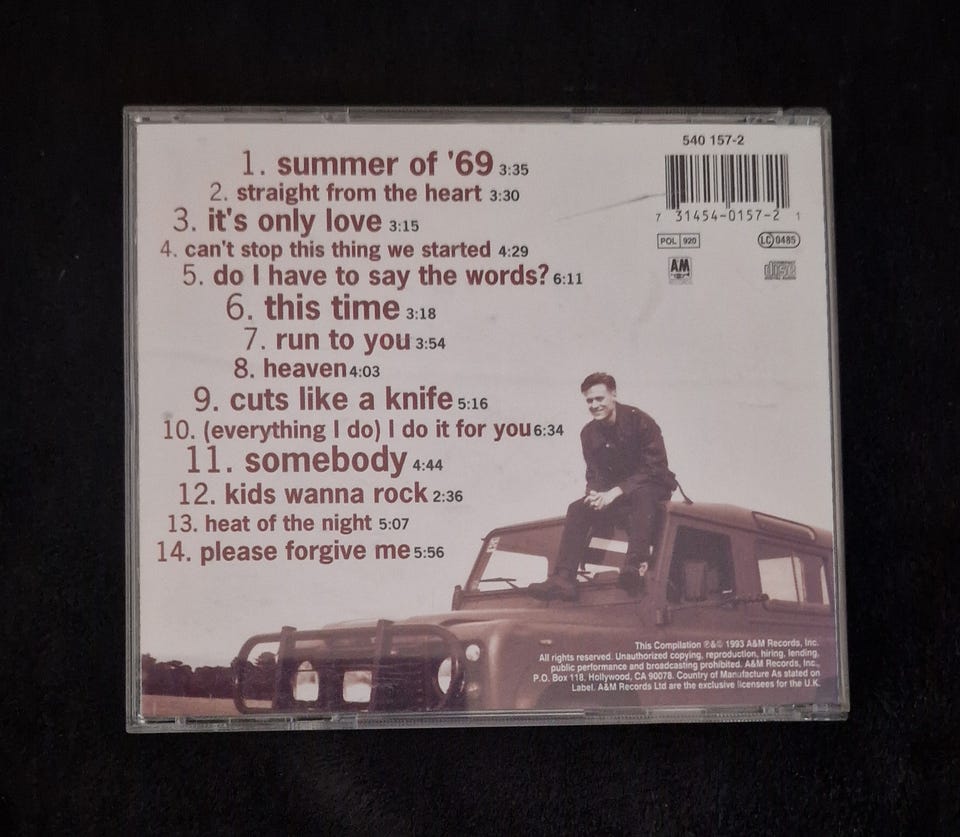 1. summer of '69 3:35
2. straight from the heart 3:30
3. it's only love 3:15
4. can't stop this thing we started 4:29
5. do I have to say the words? 6:11
6. this time 3:18
7. run to you 3:54
8. heaven 4:03
9. cuts like a knife 5:16
10. (everything I do) I do it for you 6:34
11. somebody 4:44
12. kids wanna rock 2:36
13. heat of the night 5:07
14. please forgive me 5:56
540 157-2
7 31454-0157-2 1
POL 920
LC 0485
AM
disc
This Compilation ℗&© 1993 A&M Records, Inc.
All rights reserved. Unauthorized copying, reproduction, hiring, lending,
public performance and broadcasting prohibited. A&M Records, Inc.,
P.O. Box 118, Hollywood, CA 90078. Country of Manufacture As stated on
Label. A&M Records Ltd are the exclusive licensees for the U.K.